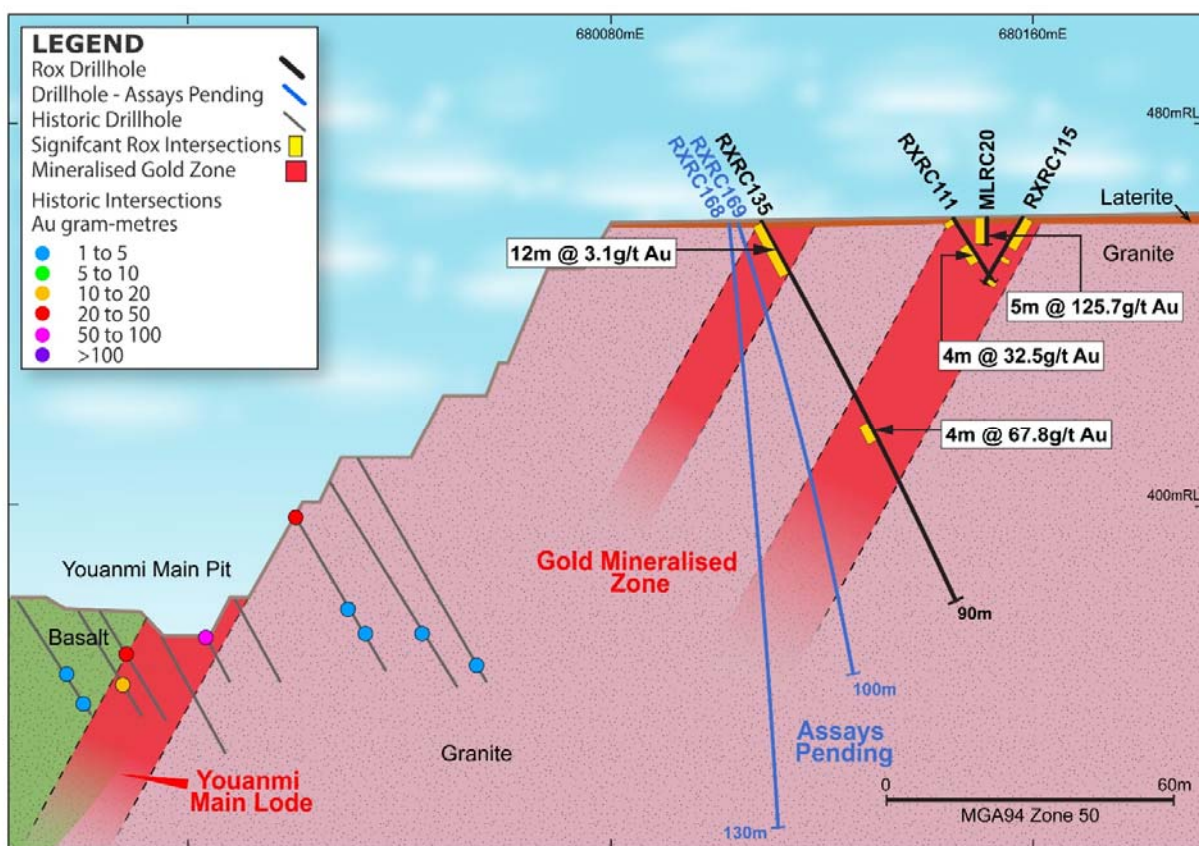 680080mE
680160mE
LEGEND
Rox Drillhole
Drillhole - Assays Pending
Historic Drillhole
Signifcant Rox Intersections
Mineralised Gold Zone
Historic Intersections
Au gram-metres
1 to 5
5 to 10
10 to 20
20 to 50
50 to 100
>100
480mRL
RXRC168
RXRC169
RXRC135
RXRC111
MLRC20
RXRC115
Laterite
12m @ 3.1g/t Au
Granite
5m @ 125.7g/t Au
4m @ 32.5g/t Au
4m @ 67.8g/t Au
400mRL
Gold Mineralised
Zone
Youanmi Main Pit
Basalt
90m
100m
Assays
Pending
Granite
Youanmi
Main Lode
0
60m
MGA94 Zone 50
130m